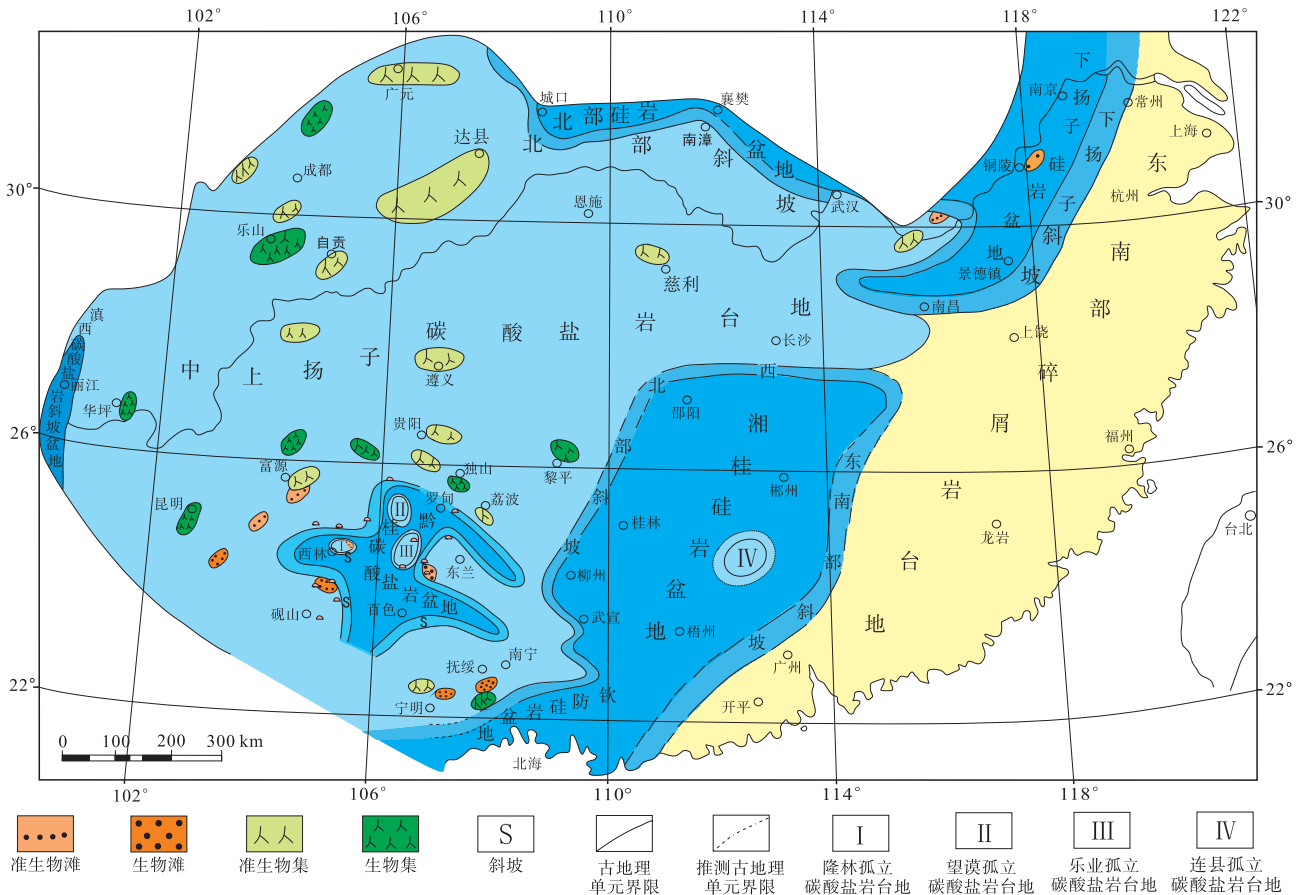 102°
106°
110°
114°
118°
122°
30°
26°
22°
30°
26°
22°
广元
城口
襄樊
南漳
北部硅岩盆地
北部斜坡
达县
成都
恩施
武汉
乐山
自贡
慈利
南京
常州
上海
铜陵
杭州
景德镇
南昌
上饶
下扬子硅岩盆地
下扬子斜坡
东南部碎屑岩台地
中上扬子碳酸盐岩台地
长沙
滇西碳酸盐岩斜坡盆地
丽江
华坪
遵义
贵阳
富源
昆明
独山
黎平
罗甸
荔波
西林
东兰
砚山
百色
黔桂碳酸盐岩盆地
Ⅰ
Ⅱ
Ⅲ
Ⅳ
S
S
S
西北部斜坡
湘桂硅岩盆地
东南部斜坡
邵阳
郴州
桂林
柳州
武宣
梧州
福州
龙岩
台北
广州
开平
南宁
抚绥
宁明
北海
钦防硅岩盆地
0 100 200 300 km
102°
106°
110°
114°
118°
准生物滩
生物滩
准生物集
生物集
S
斜坡
古地理
单元界限
推测古地理
单元界限
Ⅰ
隆林孤立
碳酸盐岩台地
Ⅱ
望谟孤立
碳酸盐岩台地
Ⅲ
乐业孤立
碳酸盐岩台地
Ⅳ
连县孤立
碳酸盐岩台地